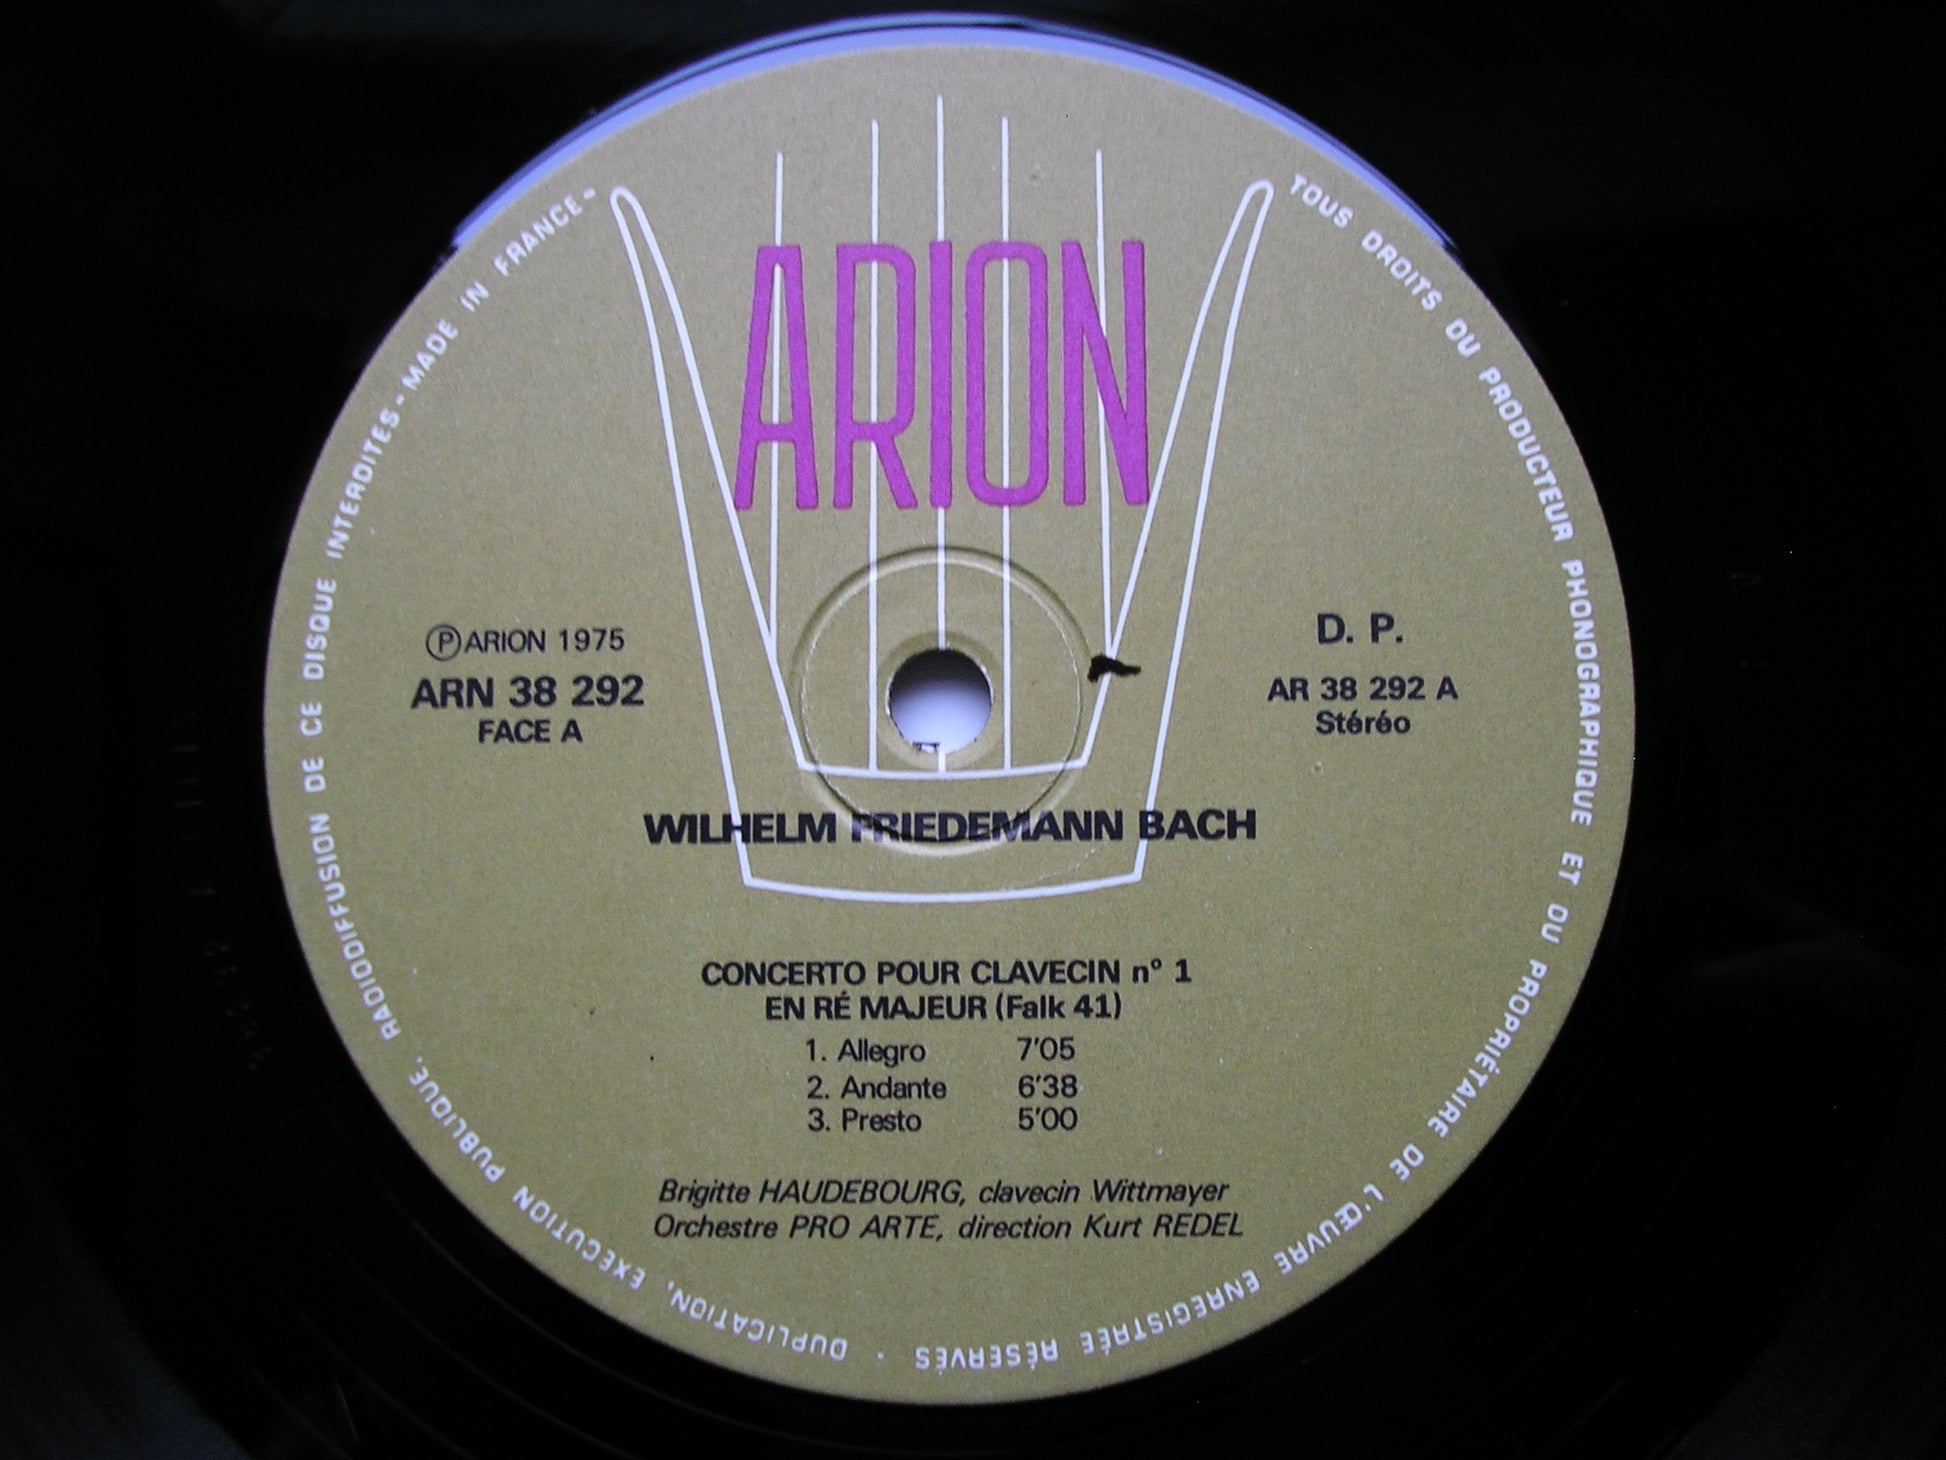 ARION
TOUS DROITS DU PRODUCTEUR PHONOGRAPHIQUE ET DU PROPRIÉTAIRE DE L'ŒUVRE ENREGISTRÉE RÉSERVÉS · DUPLICATION, EXÉCUTION PUBLIQUE, RADIODIFFUSION DE CE DISQUE INTERDITES - MADE IN FRANCE -
Ⓟ ARION 1975
ARN 38 292
FACE A
D. P.
AR 38 292 A
Stéréo
WILHELM FRIEDEMANN BACH
CONCERTO POUR CLAVECIN n° 1
EN RÉ MAJEUR (Falk 41)
1. Allegro 7'05
2. Andante 6'38
3. Presto 5'00
Brigitte HAUDEBOURG, clavecin Wittmayer
Orchestre PRO ARTE, direction Kurt REDEL